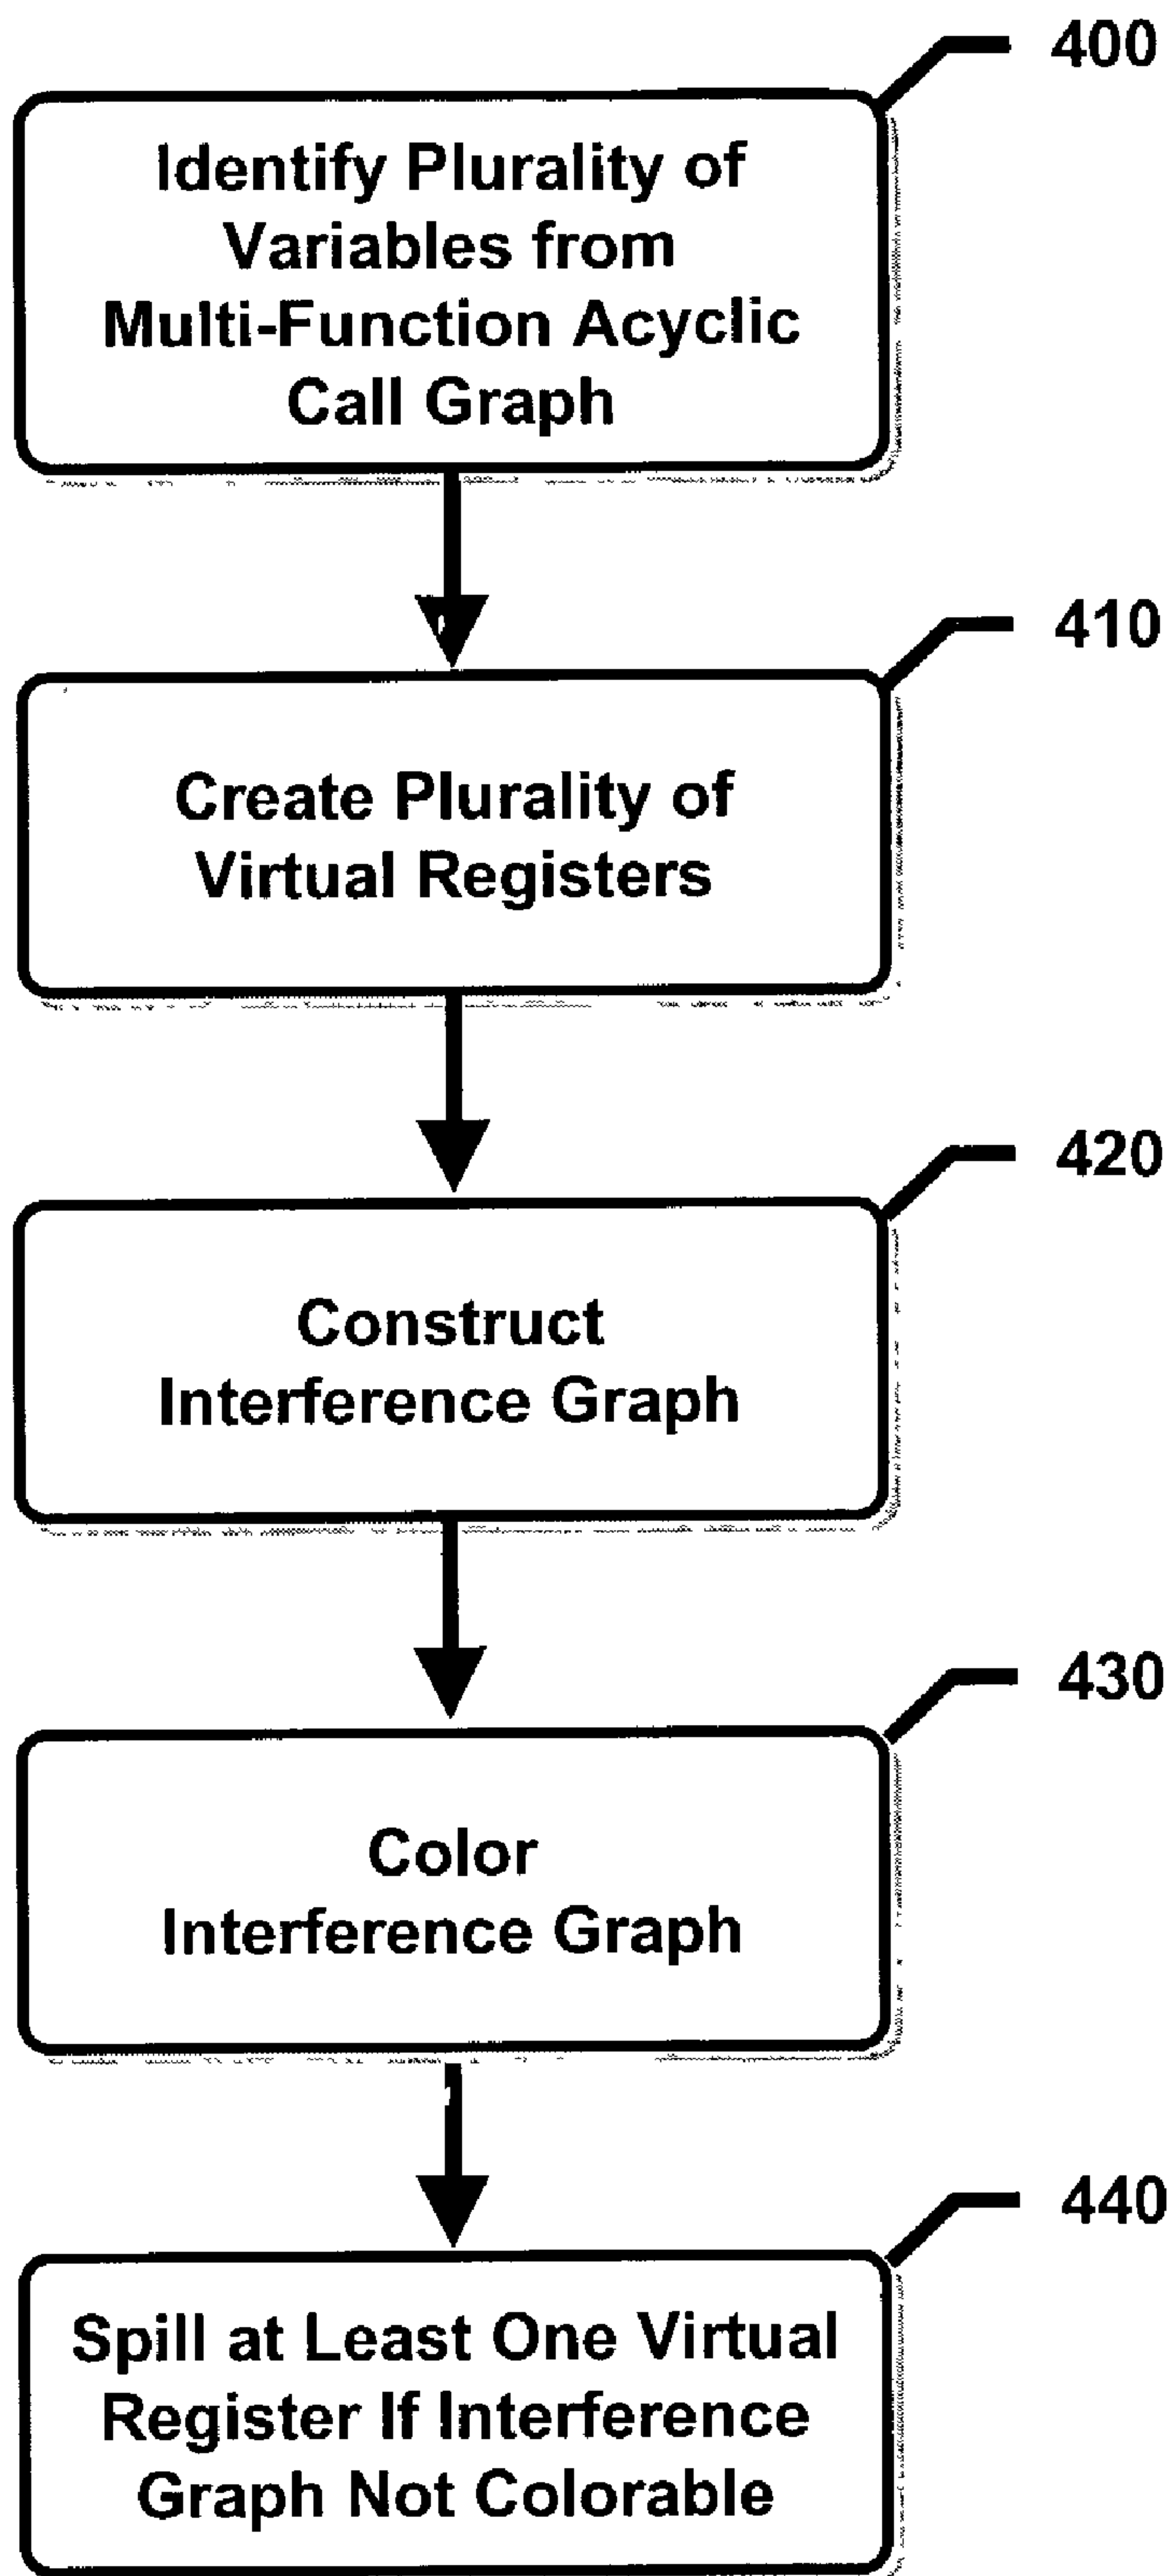 400
Identify Plurality of
Variables from
Multi-Function Acyclic
Call Graph
410
Create Plurality of
Virtual Registers
420
Construct
Interference Graph
430
Color
Interference Graph
440
Spill at Least One Virtual
Register If Interference
Graph Not Colorable